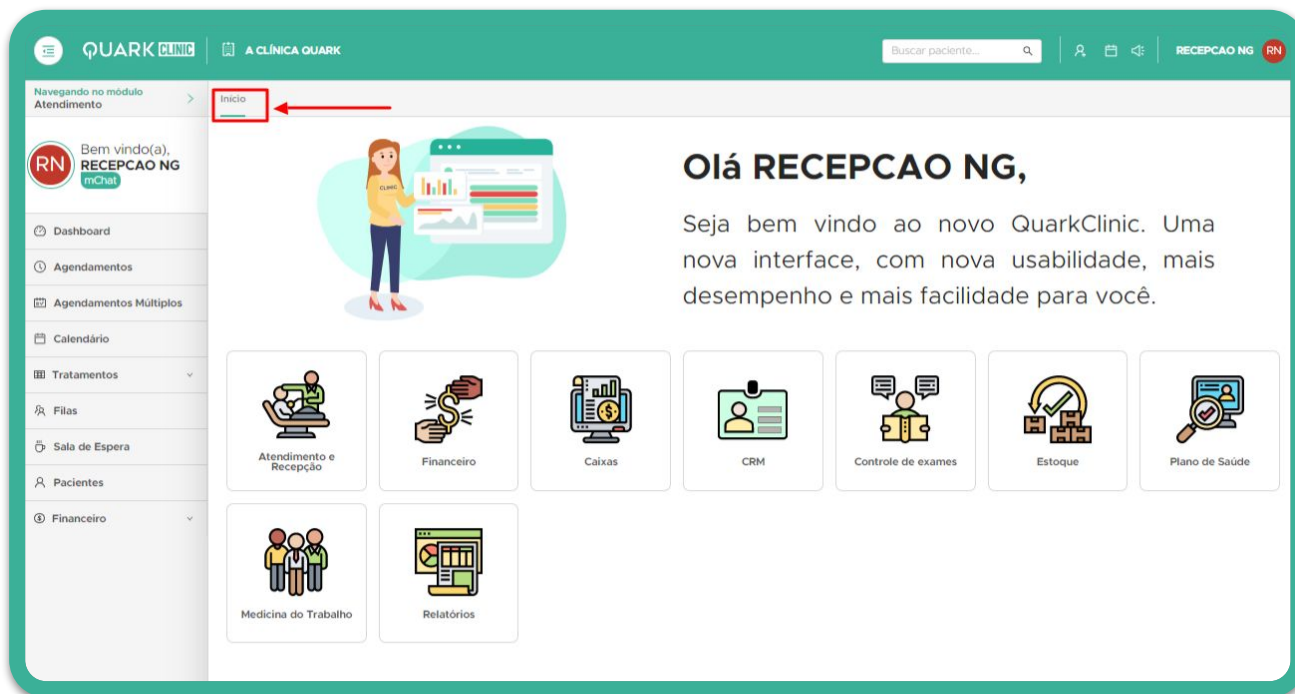 QUARK CLINIC
A CLÍNICA QUARK
Buscar paciente...
RECEPCAO NG
RN
Navegando no módulo
Atendimento
Início
RN
Bem vindo(a),
RECEPCAO NG
mChat
Dashboard
Agendamentos
Agendamentos Múltiplos
Calendário
Tratamentos
Filas
Sala de Espera
Pacientes
Financeiro
CLINIC
Olá RECEPCAO NG,
Seja bem vindo ao novo QuarkClinic. Uma
nova interface, com nova usabilidade, mais
desempenho e mais facilidade para você.
Atendimento e
Recepção
Financeiro
Caixas
CRM
Controle de exames
Estoque
Plano de Saúde
Medicina do Trabalho
Relatórios